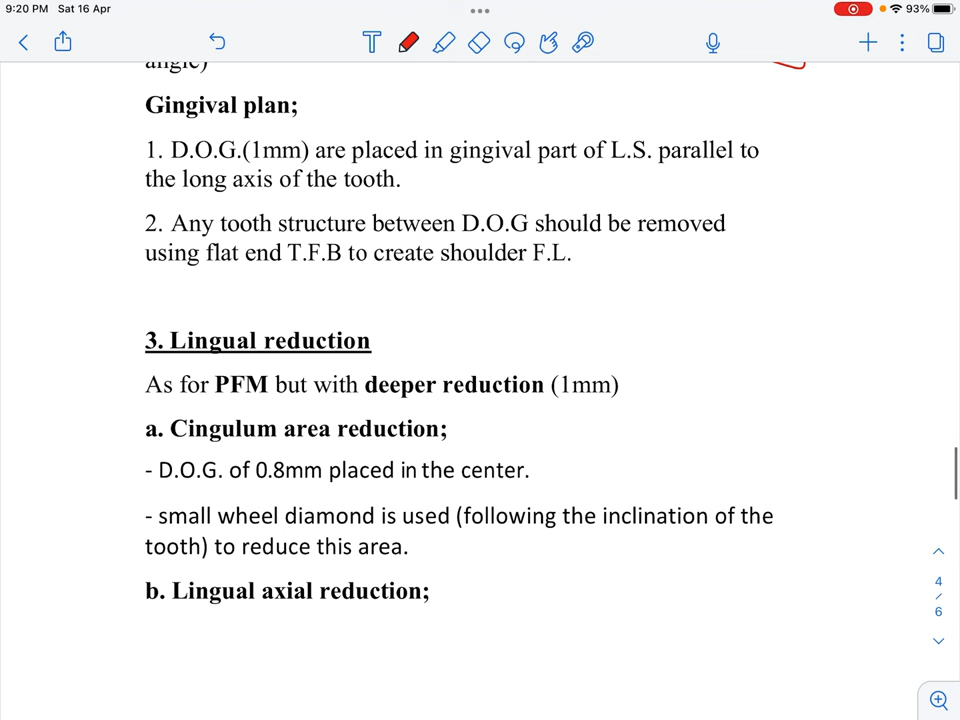 9:20 PM Sat 16 Apr
93%
T
angle)
Gingival plan;
1. D.O.G.(1mm) are placed in gingival part of L.S. parallel to
the long axis of the tooth.
2. Any tooth structure between D.O.G should be removed
using flat end T.F.B to create shoulder F.L.
3. Lingual reduction
As for PFM but with deeper reduction (1mm)
a. Cingulum area reduction;
- D.O.G. of 0.8mm placed in the center.
- small wheel diamond is used (following the inclination of the
tooth) to reduce this area.
b. Lingual axial reduction;
4
/
6